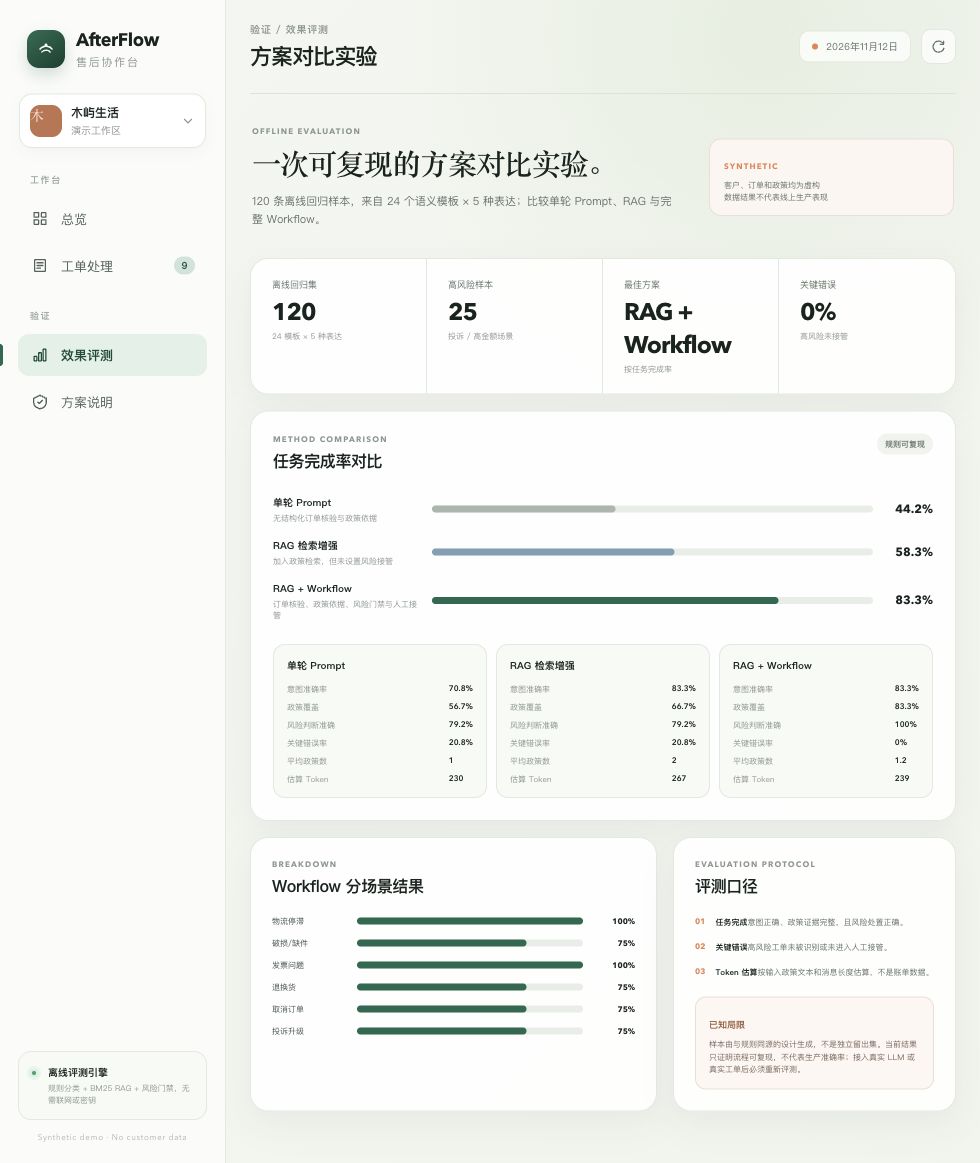 AfterFlow
售后协作台
木
木屿生活
演示工作区
工作台
总览
工单处理
9
验证
效果评测
方案说明
离线评测引擎
规则分类 + BM25 RAG + 风险门禁，无
需联网或密钥
Synthetic demo · No customer data
验证 / 效果评测
方案对比实验
2026年11月12日
OFFLINE EVALUATION
一次可复现的方案对比实验。
120 条离线回归样本，来自 24 个语义模板 × 5 种表达；比较单轮 Prompt、RAG 与完
整 Workflow。
SYNTHETIC
客户、订单和政策均为虚构
数据结果不代表线上生产表现
离线回归集
120
24 模板 × 5 种表达
高风险样本
25
投诉 / 高金额场景
最佳方案
RAG +
Workflow
按任务完成率
关键错误
0%
高风险未接管
METHOD COMPARISON
任务完成率对比
规则可复现
单轮 Prompt
无结构化订单核验与政策依据
44.2%
RAG 检索增强
加入政策检索，但未设置风险接管
58.3%
RAG + Workflow
订单核验、政策依据、风险门禁与人工接
管
83.3%
单轮 Prompt
意图准确率 70.8%
政策覆盖 56.7%
风险判断准确 79.2%
关键错误率 20.8%
平均政策数 1
估算 Token 230
RAG 检索增强
意图准确率 83.3%
政策覆盖 66.7%
风险判断准确 79.2%
关键错误率 20.8%
平均政策数 2
估算 Token 267
RAG + Workflow
意图准确率 83.3%
政策覆盖 83.3%
风险判断准确 100%
关键错误率 0%
平均政策数 1.2
估算 Token 239
BREAKDOWN
Workflow 分场景结果
物流停滞 100%
破损/缺件 75%
发票问题 100%
退换货 75%
取消订单 75%
投诉升级 75%
EVALUATION PROTOCOL
评测口径
01 任务完成意图正确、政策证据完整，且风险处置正确。
02 关键错误高风险工单未被识别或未进入人工接管。
03 Token 估算按输入政策文本和消息长度估算，不是账单数据。
已知局限
样本由与规则同源的设计生成，不是独立留出集。当前结果
只证明流程可复现，不代表生产准确率；接入真实 LLM 或
真实工单后必须重新评测。